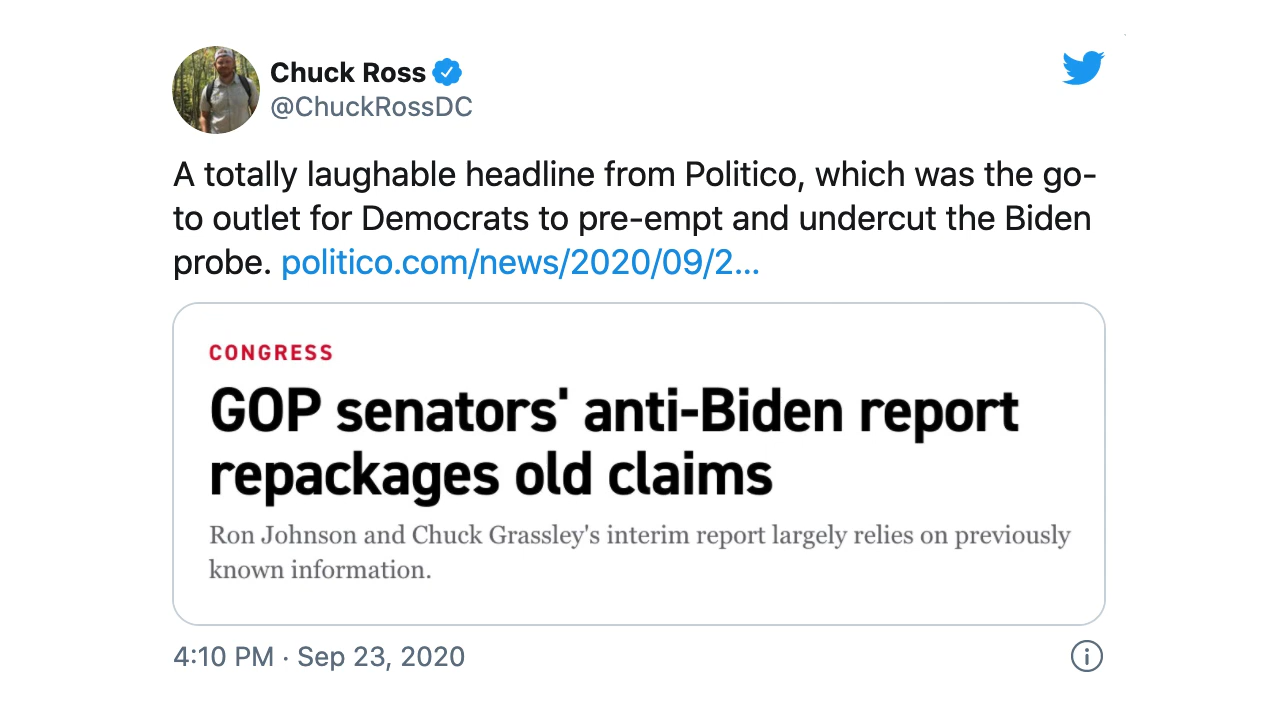 Chuck Ross
@ChuckRossDC
A totally laughable headline from Politico, which was the go-
to outlet for Democrats to pre-empt and undercut the Biden
probe. politico.com/news/2020/09/2...
CONGRESS
GOP senators' anti-Biden report
repackages old claims
Ron Johnson and Chuck Grassley's interim report largely relies on previously
known information.
4:10 PM · Sep 23, 2020